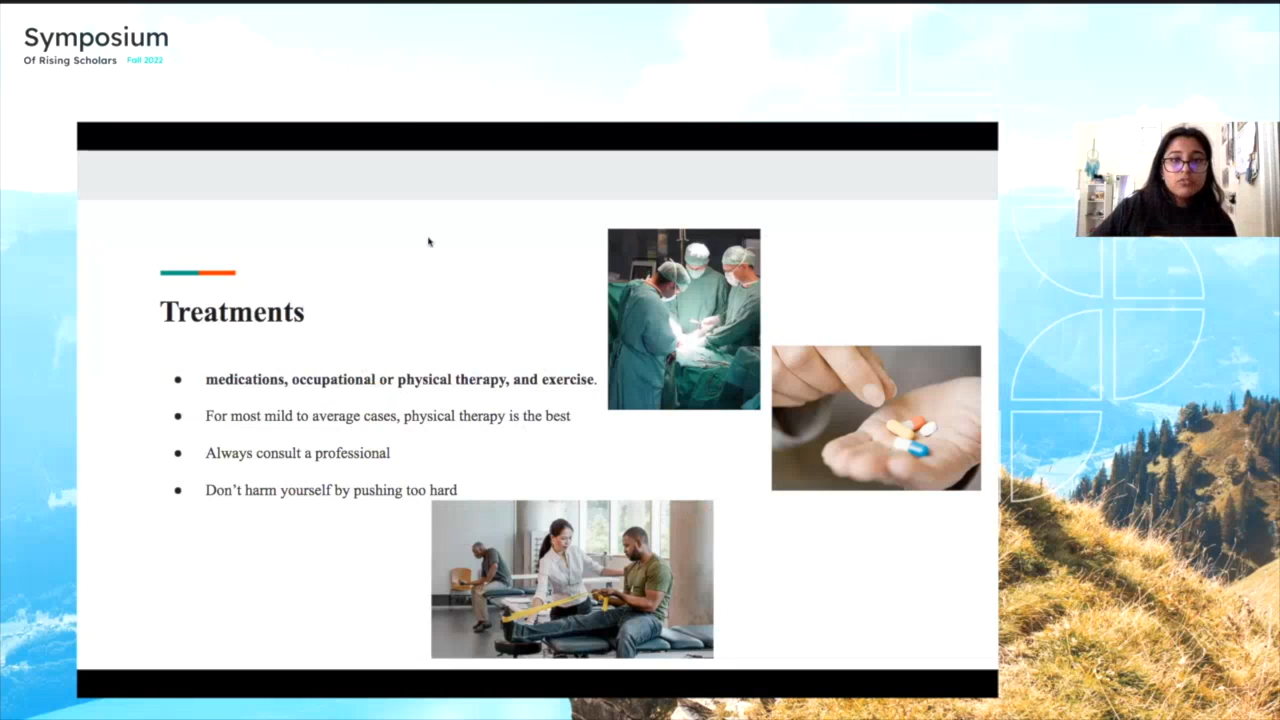 Symposium
Of Rising Scholars Fall 2022
Treatments
medications, occupational or physical therapy, and exercise.
For most mild to average cases, physical therapy is the best
Always consult a professional
Don’t harm yourself by pushing too hard